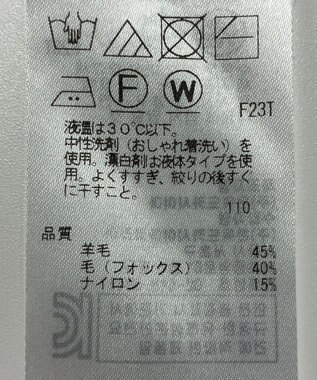 F
W
F23T
液温は30℃以下。
中性洗剤（おしゃれ着洗い）を
使用。漂白剤は液体タイプを使
用。よくすすぎ、絞りの後すぐ
に干すこと。
110
品質
羊毛 45%
毛（フォックス） 40%
ナイロン 15%